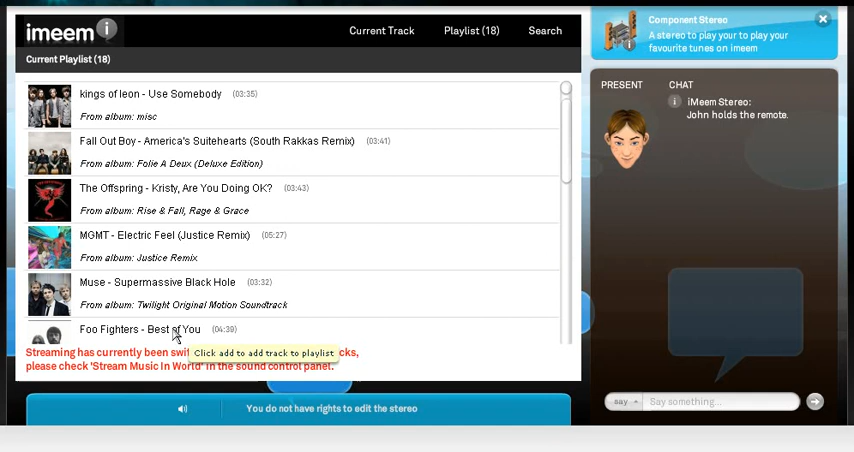 imeem i
Current Track
Playlist (18)
Search
Current Playlist (18)
kings of leon - Use Somebody (03:35)
From album: misc
Fall Out Boy - America's Suitehearts (South Rakkas Remix) (03:41)
From album: Folie A Deux (Deluxe Edition)
The Offspring - Kristy, Are You Doing OK? (03:43)
From album: Rise & Fall, Rage & Grace
MGMT - Electric Feel (Justice Remix) (05:27)
From album: Justice Remix
Muse - Supermassive Black Hole (03:32)
From album: Twilight Original Motion Soundtrack
Foo Fighters - Best of You (04:39)
Streaming has currently been swit cks,
Click add to add track to playlist
please check 'Stream Music In World' in the sound control panel.
You do not have rights to edit the stereo
Component Stereo
A stereo to play your to play your
favourite tunes on imeem
PRESENT
CHAT
iMeem Stereo:
John holds the remote.
say
Say something...